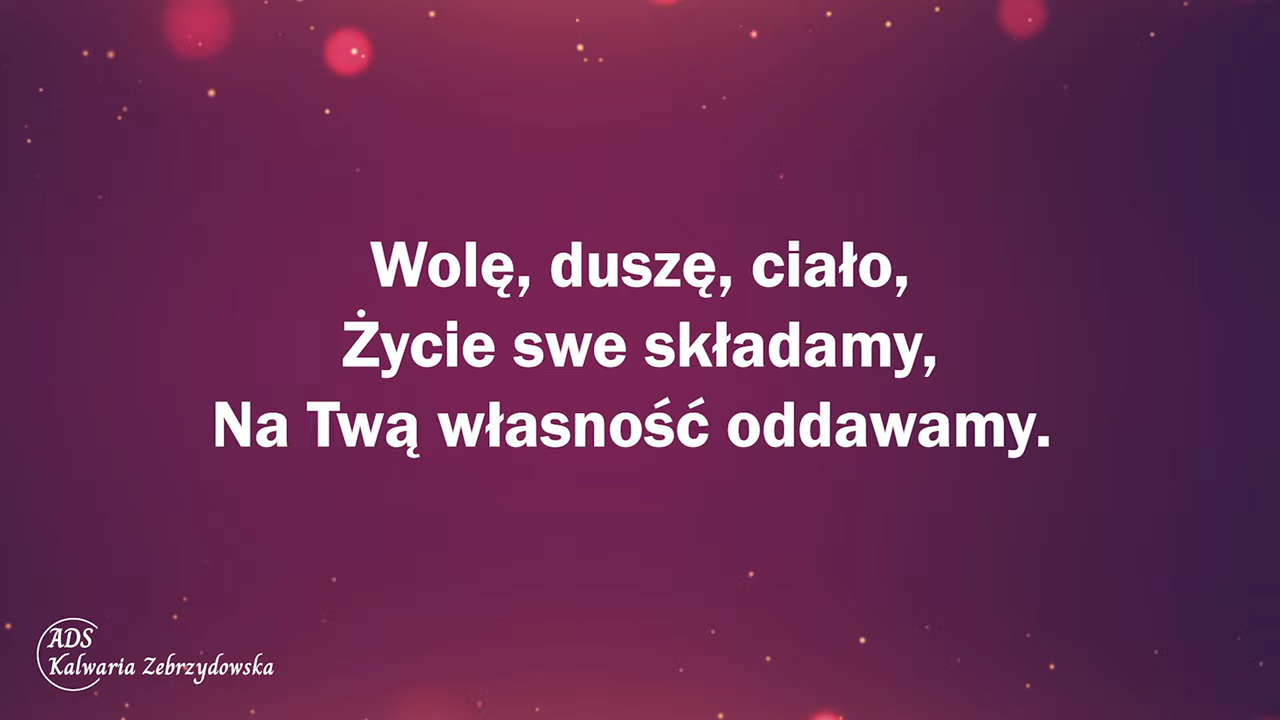 Wolę, duszę, ciało,
Życie swe składamy,
Na Twą własność oddawamy.
ADS
Kalwaria Zebrzydowska